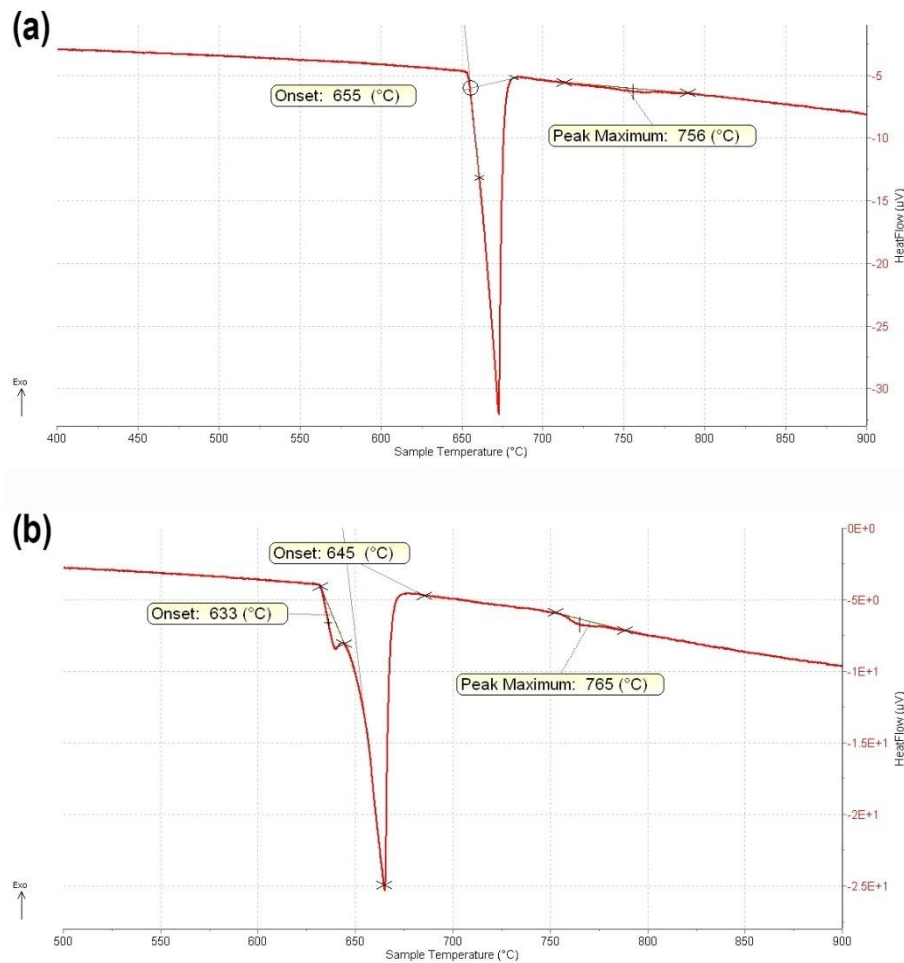 (a)
Onset: 655 (°C)
Peak Maximum: 756 (°C)
-5
-10
-15
-20
-25
-30
HeatFlow (µV)
Exo
400 450 500 550 600 650 700 750 800 850 900
Sample Temperature (°C)
(b)
0E+0
Onset: 645 (°C)
Onset: 633 (°C)
-5E+0
Peak Maximum: 765 (°C)
-1E+1
-1.5E+1
-2E+1
-2.5E+1
HeatFlow (µV)
Exo
500 550 600 650 700 750 800 850 900
Sample Temperature (°C)